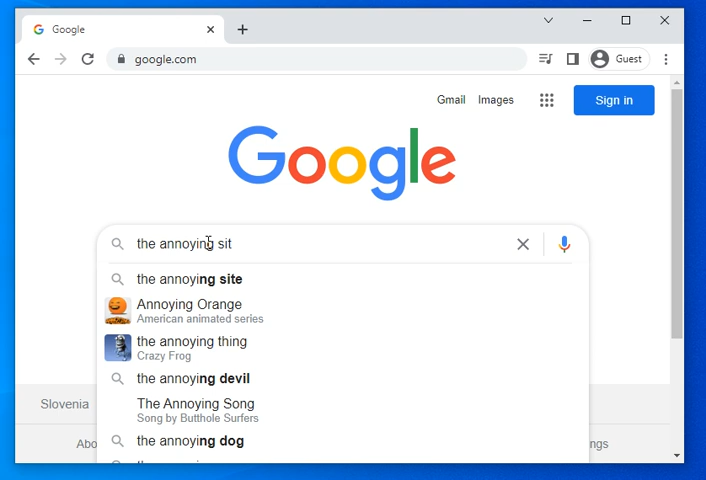 Google
google.com
Guest
Gmail Images
Sign in
Google
the annoying sit
the annoying site
Annoying Orange
American animated series
the annoying thing
Crazy Frog
the annoying devil
The Annoying Song
Song by Butthole Surfers
the annoying dog
Slovenia
Abo
ngs